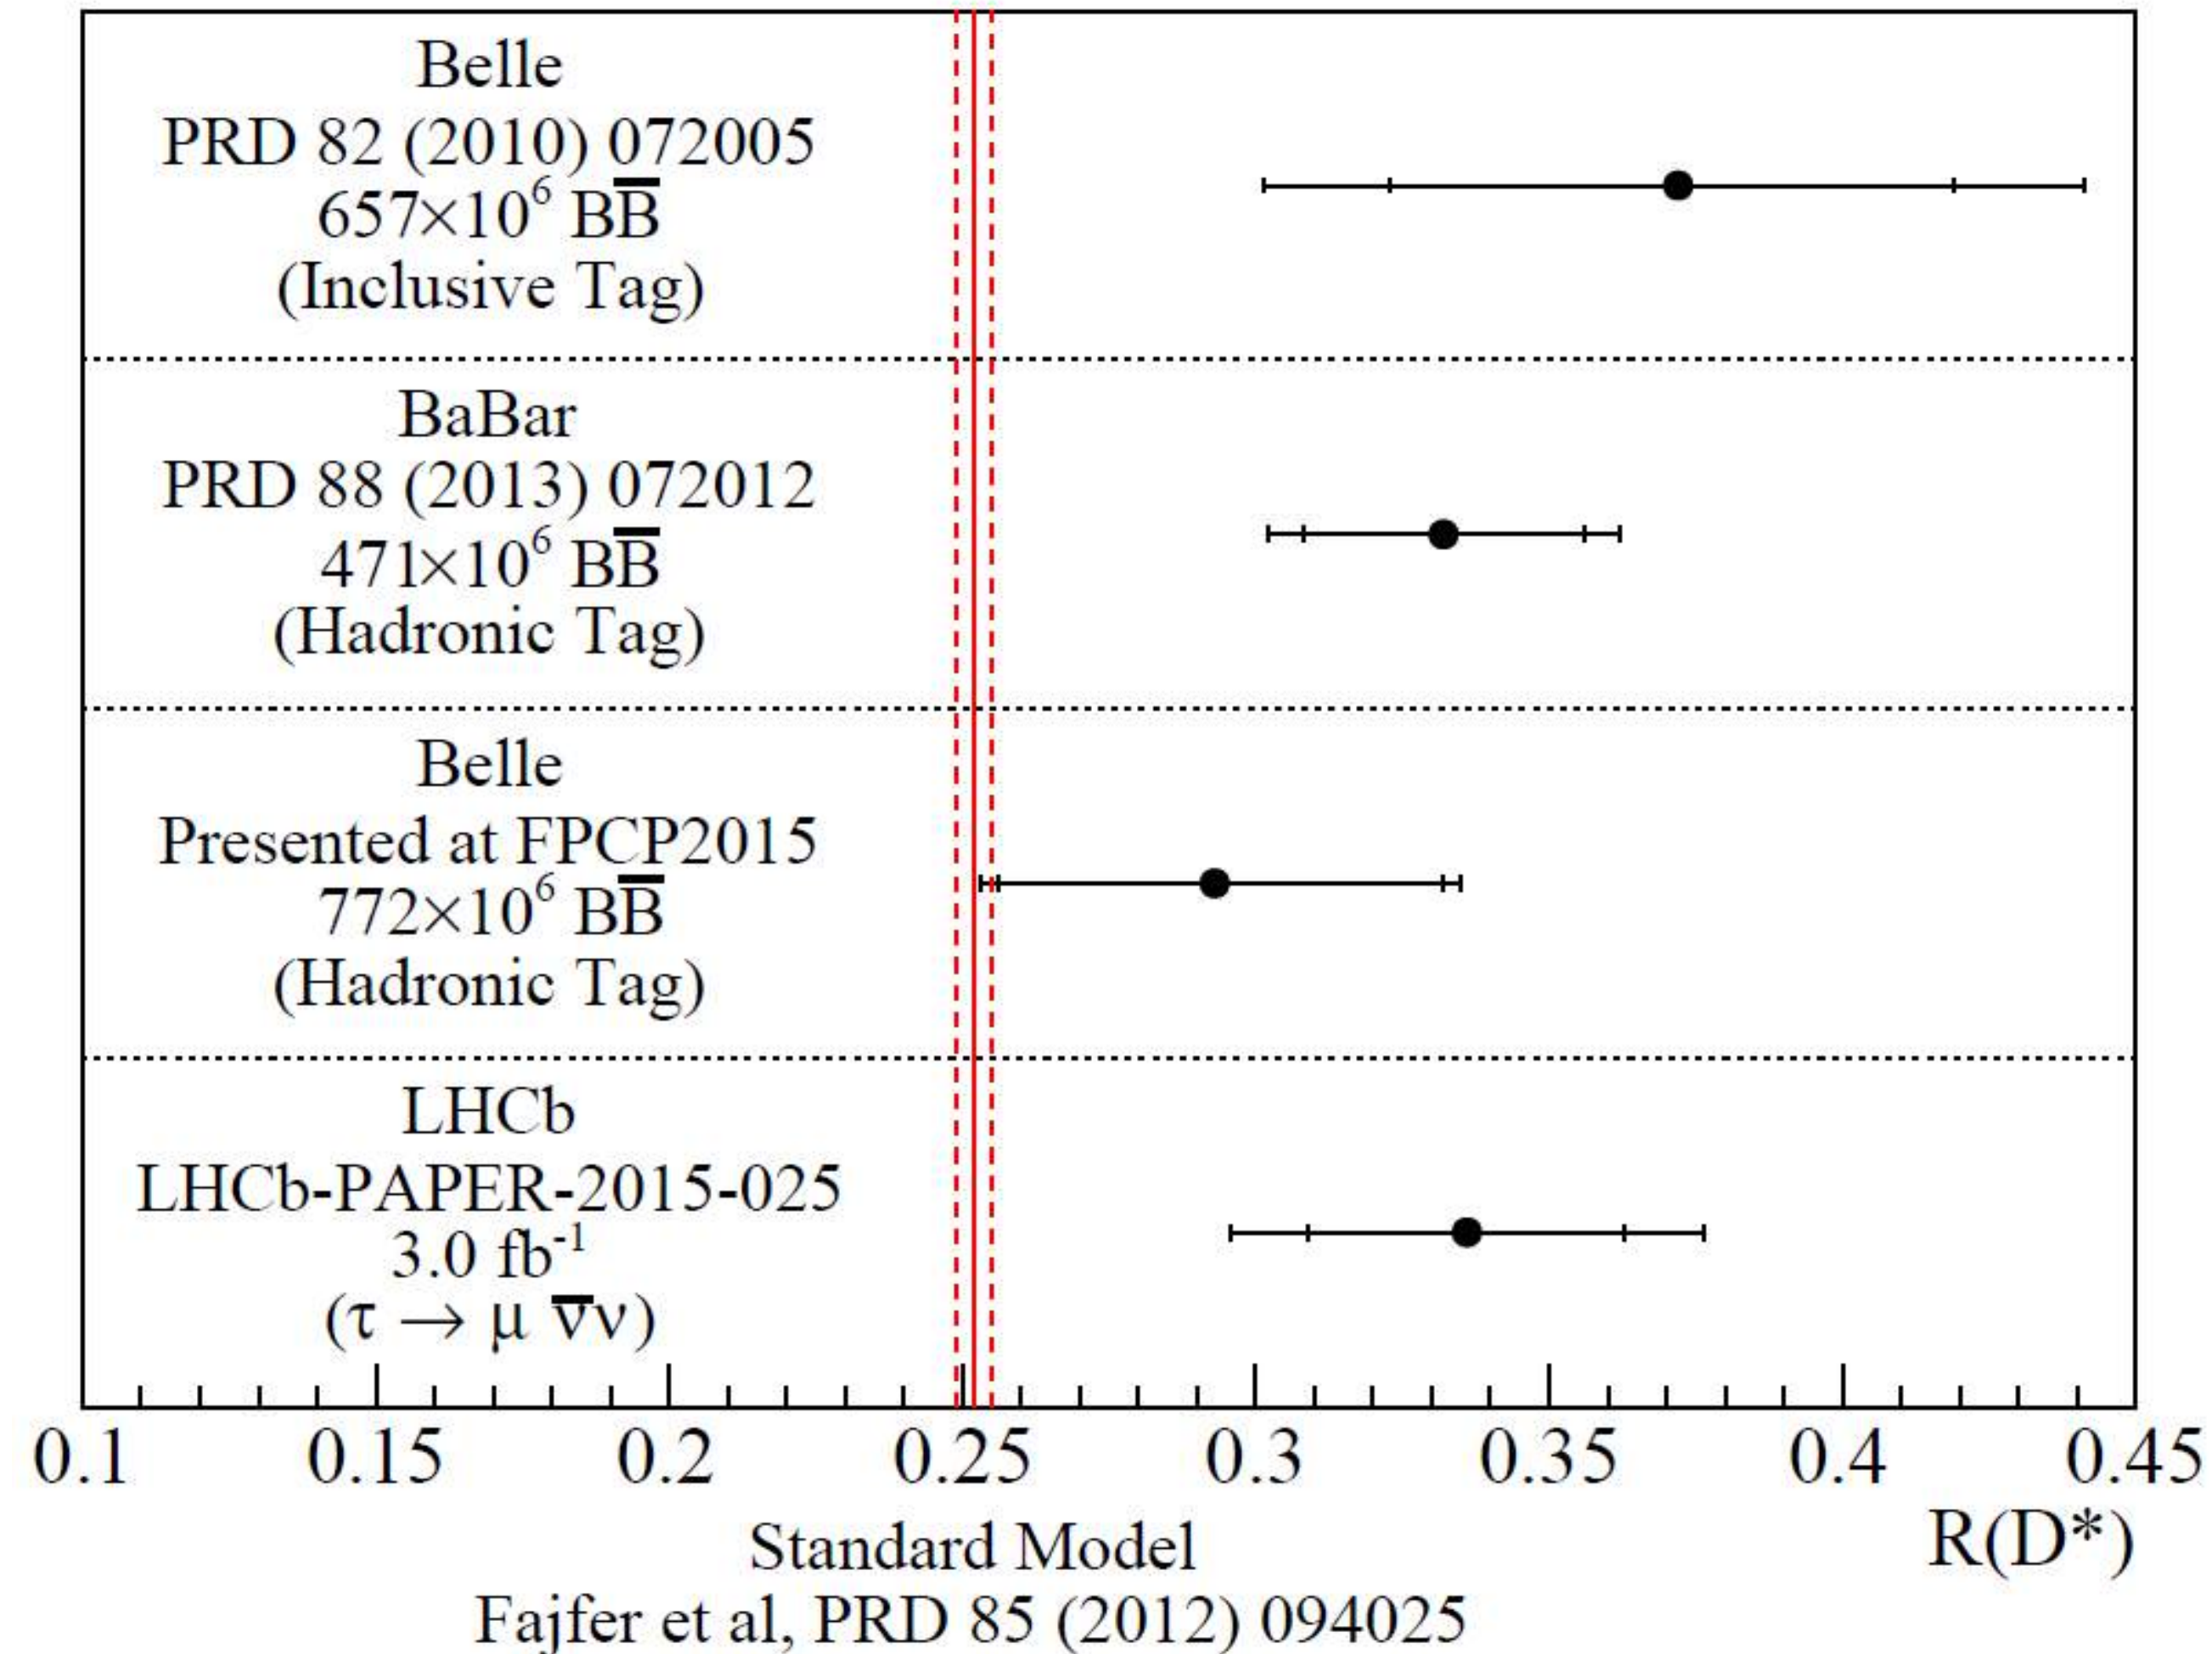 Belle
PRD 82 (2010) 072005
657×10⁶ BB̅
(Inclusive Tag)
BaBar
PRD 88 (2013) 072012
471×10⁶ BB̅
(Hadronic Tag)
Belle
Presented at FPCP2015
772×10⁶ BB̅
(Hadronic Tag)
LHCb
LHCb-PAPER-2015-025
3.0 fb⁻¹
(τ → μ ν̅ν)
0.1 0.15 0.2 0.25 0.3 0.35 0.4 0.45
R(D*)
Standard Model
Fajfer et al, PRD 85 (2012) 094025